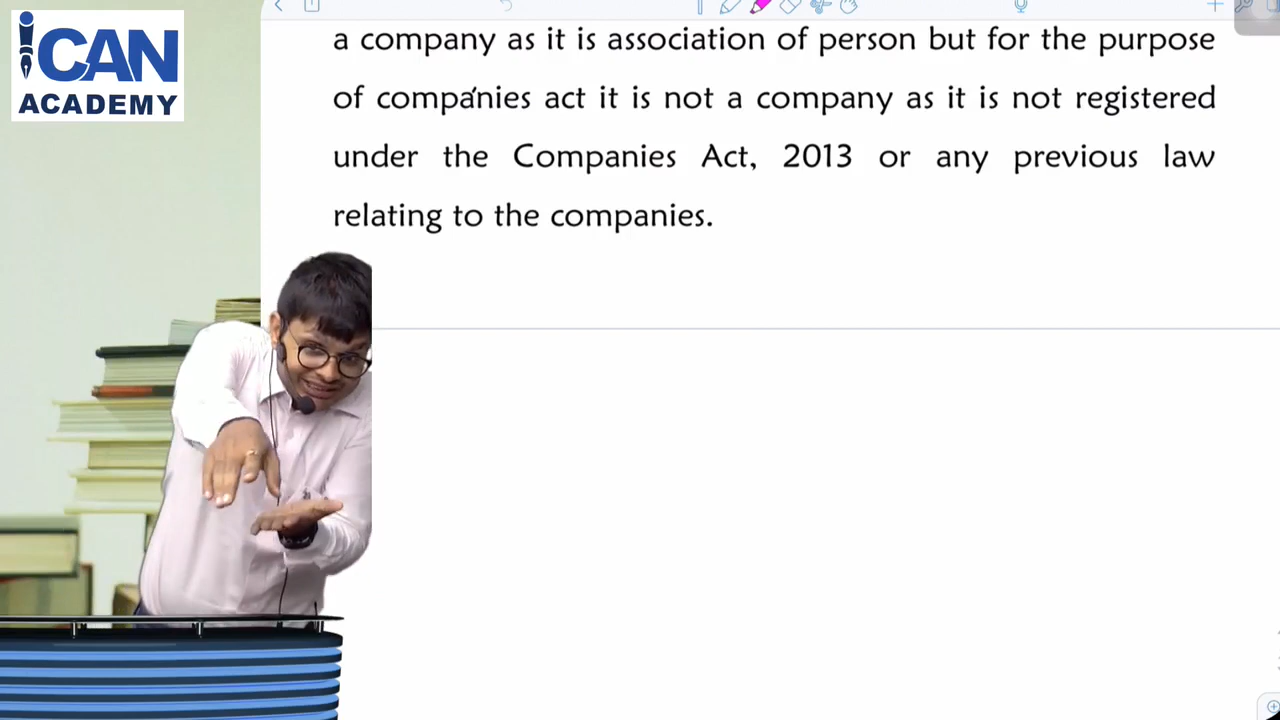 iCAN
ACADEMY
a company as it is association of person but for the purpose
of companies act it is not a company as it is not registered
under the Companies Act, 2013 or any previous law
relating to the companies.